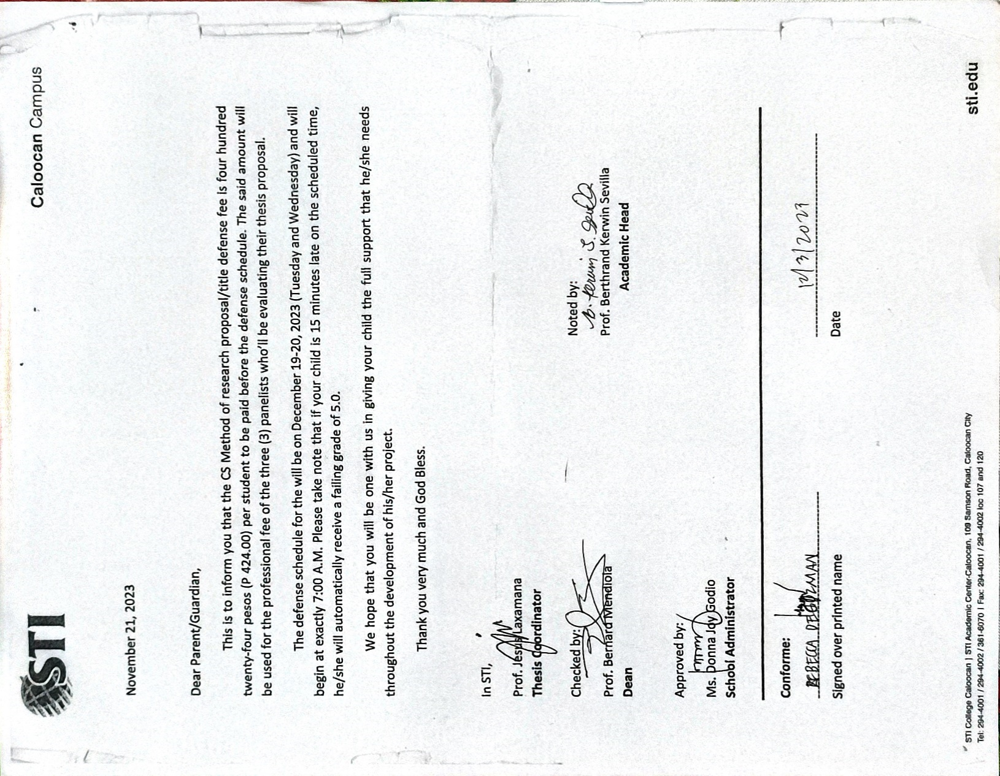 STI
Caloocan Campus
November 21, 2023
Dear Parent/Guardian,
This is to inform you that the CS Method of research proposal/title defense fee is four hundred
twenty-four pesos (P 424.00) per student to be paid before the defense schedule. The said amount will
be used for the professional fee of the three (3) panelists who'll be evaluating their thesis proposal.
The defense schedule for the will be on December 19-20, 2023 (Tuesday and Wednesday) and will
begin at exactly 7:00 A.M. Please take note that if your child is 15 minutes late on the scheduled time,
he/she will automatically receive a failing grade of 5.0.
We hope that you will be one with us in giving your child the full support that he/she needs
throughout the development of his/her project.
Thank you very much and God Bless.
In STI,
Prof. Jesus Laxamana
Thesis Coordinator
Checked by:
Prof. Bernard Mendiola
Dean
Noted by:
Prof. Berthrand Kerwin Sevilla
Academic Head
Approved by:
Ms. Donna Joy Godio
School Administrator
Conforme:
REBECCA
12/3/2023
Signed over printed name
Date
STI College Caloocan | STI Academic Center-Caloocan, 109 Samson Road, Caloocan City
Tel: 294-4001 / 294-4002 / 361-6070 | Fax: 294-4001 / 294-4002 loc 107 and 120
sti.edu